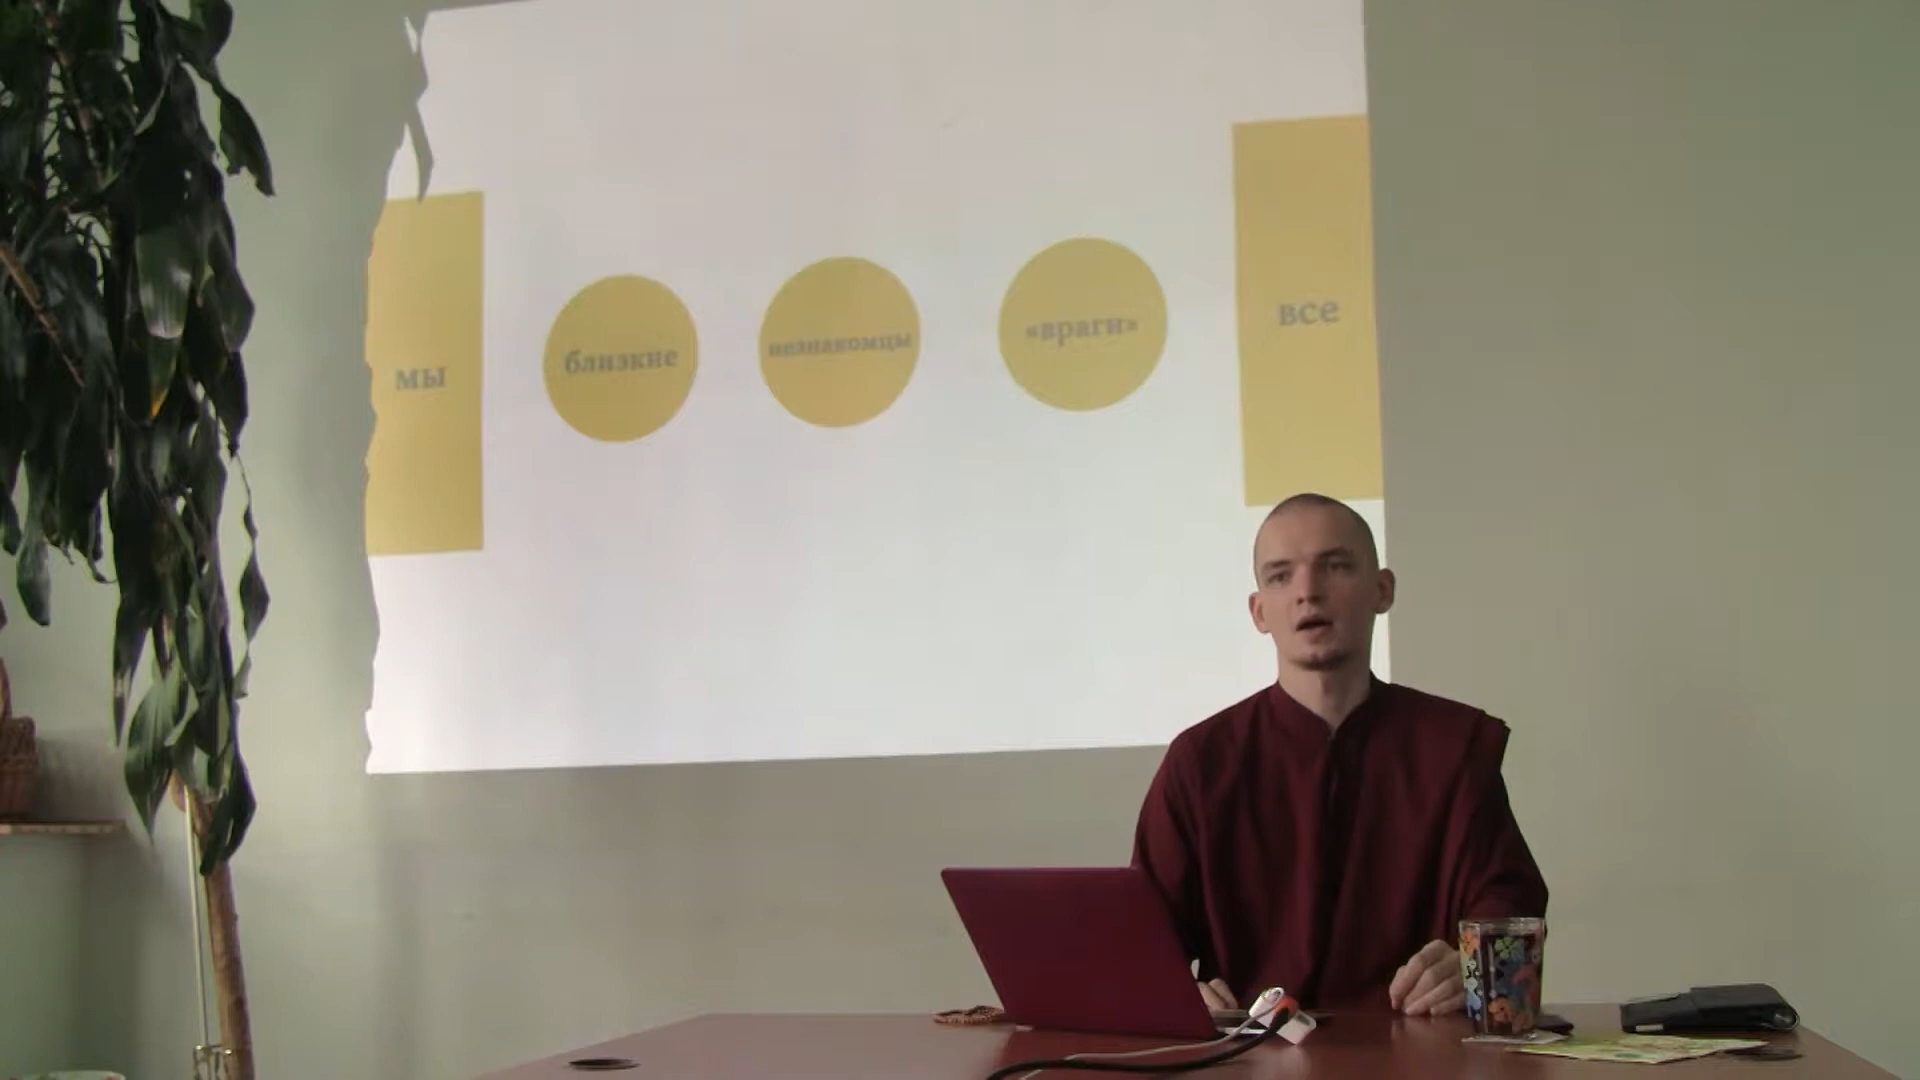 мы
близкие
незнакомцы
«враги»
все